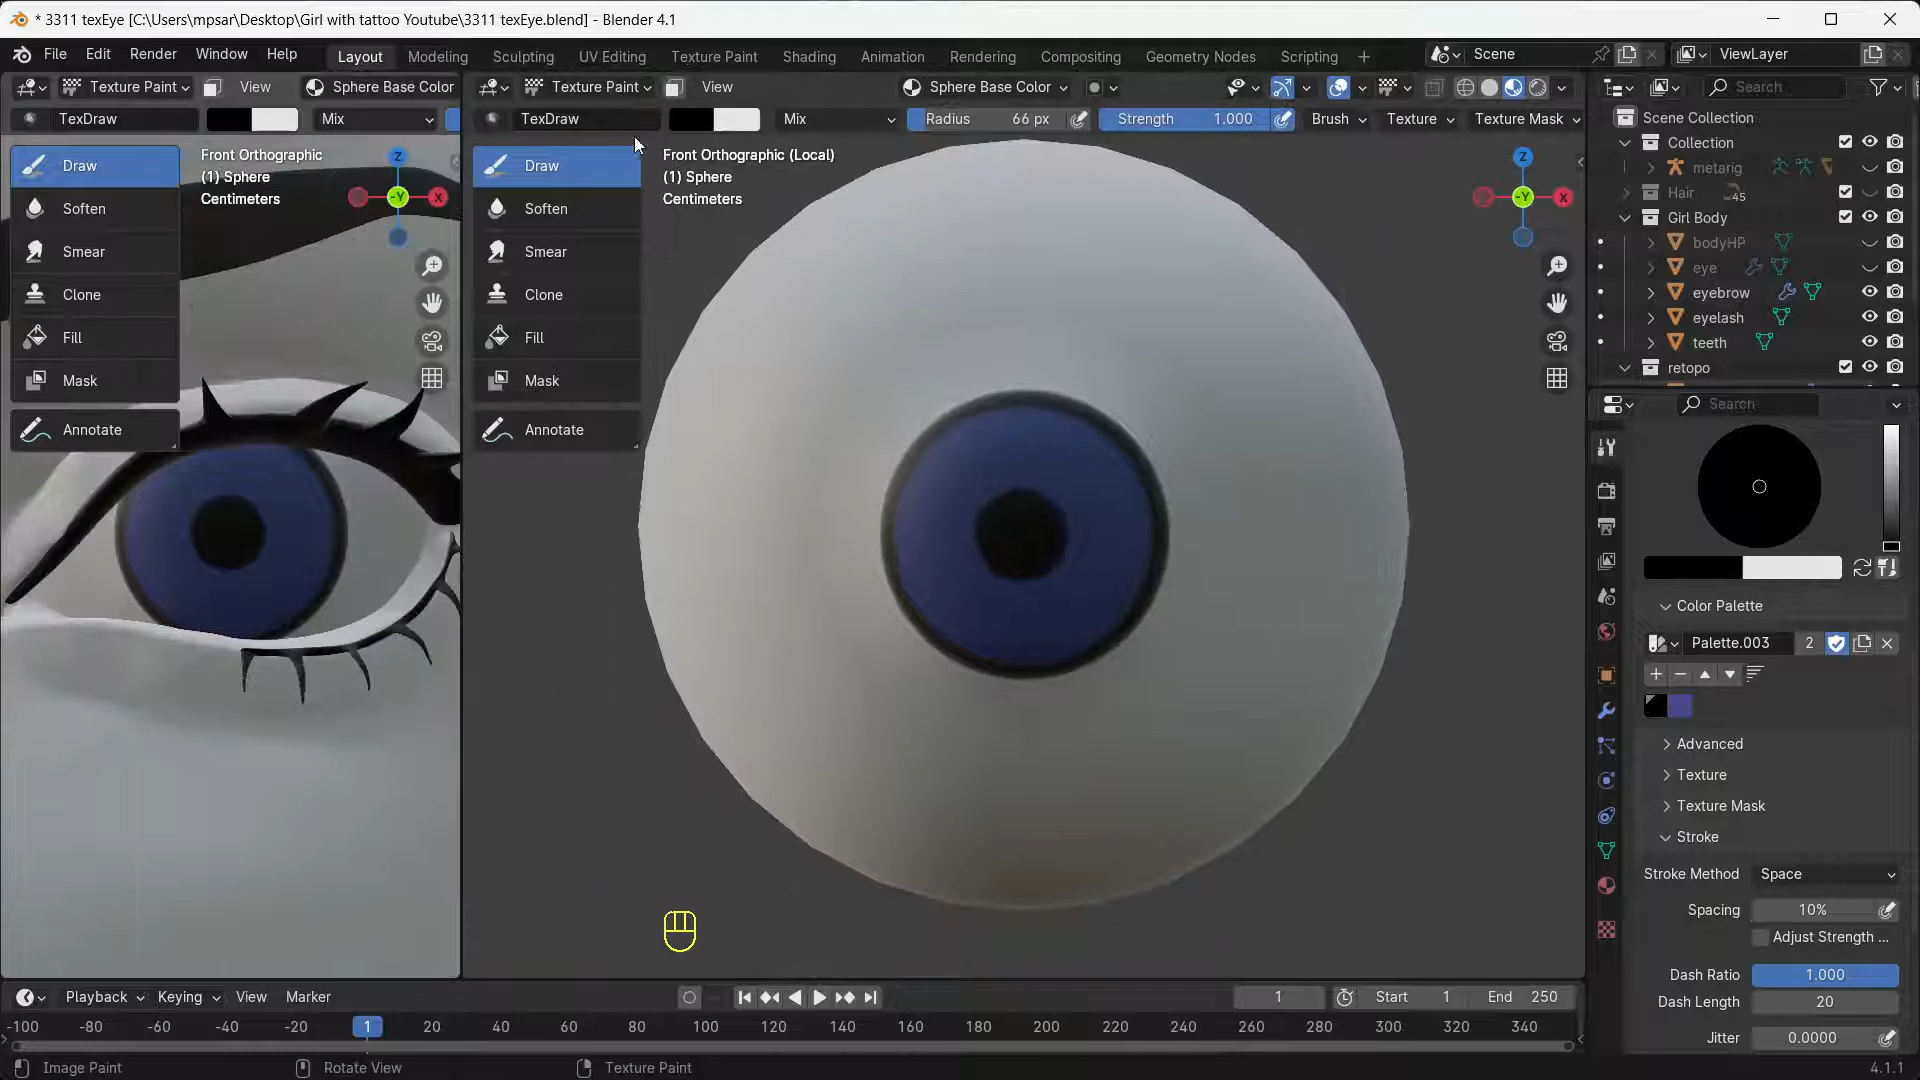 * 3311 texEye [C:\Users\mpsar\Desktop\Girl with tattoo Youtube\3311 texEye.blend] - Blender 4.1
File Edit Render Window Help Layout Modeling Sculpting UV Editing Texture Paint Shading Animation Rendering Compositing Geometry Nodes Scripting + Scene ViewLayer
Texture Paint View Sphere Base Color Texture Paint View Sphere Base Color Search
TexDraw Mix TexDraw Mix Radius 66 px Strength 1.000 Brush Texture Texture Mask Scene Collection
Collection
Draw Front Orthographic Z Draw Front Orthographic (Local) Z
metarig
(1) Sphere (1) Sphere
Hair 45
Centimeters -Y X Centimeters -Y X
Soften Soften Girl Body
bodyHP
Smear Smear eye
Clone Clone eyebrow
eyelash
Fill Fill teeth
retopo
Mask Mask
Search
Annotate Annotate
Color Palette
Palette.003 2
Advanced
Texture
Texture Mask
Stroke
Stroke Method Space
Spacing 10%
Adjust Strength ...
Dash Ratio 1.000
Dash Length 20
Jitter 0.0000
Playback Keying View Marker 1 Start 1 End 250
-100 -80 -60 -40 -20 1 20 40 60 80 100 120 140 160 180 200 220 240 260 280 300 320 340
Image Paint Rotate View Texture Paint 4.1.1